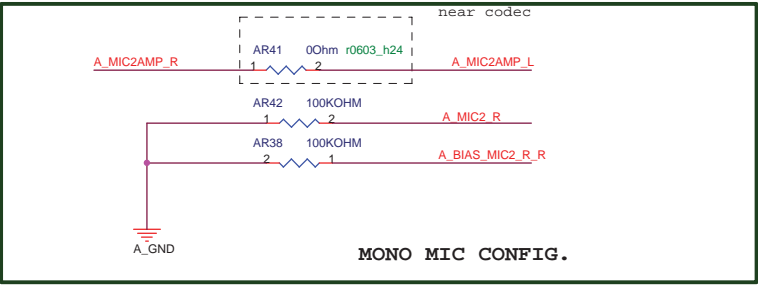 near codec
AR41 0Ohm r0603_h24
A_MIC2AMP_R 1 2 A_MIC2AMP_L
AR42 100KOHM
1 2 A_MIC2_R
AR38 100KOHM
2 1 A_BIAS_MIC2_R_R
A_GND
MONO MIC CONFIG.